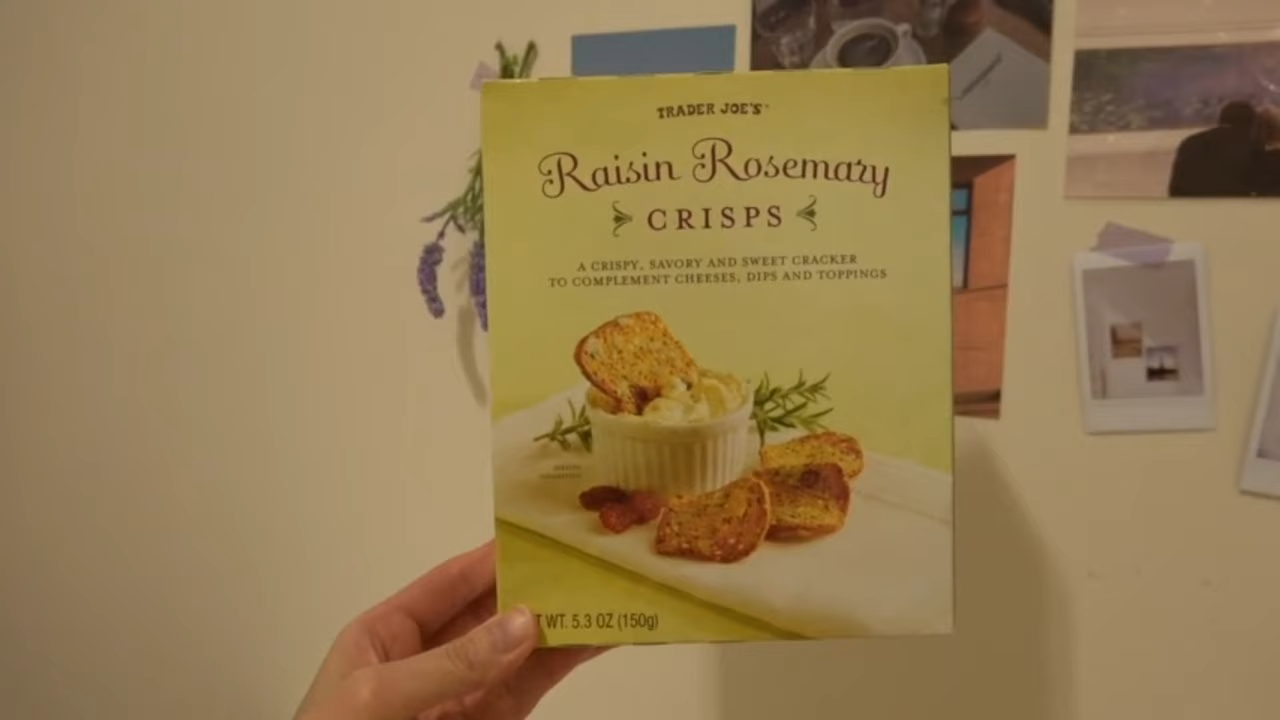 TRADER JOE'S
Raisin Rosemary
CRISPS
A CRISPY, SAVORY AND SWEET CRACKER
TO COMPLEMENT CHEESES, DIPS AND TOPPINGS
WT. 5.3 OZ (150g)